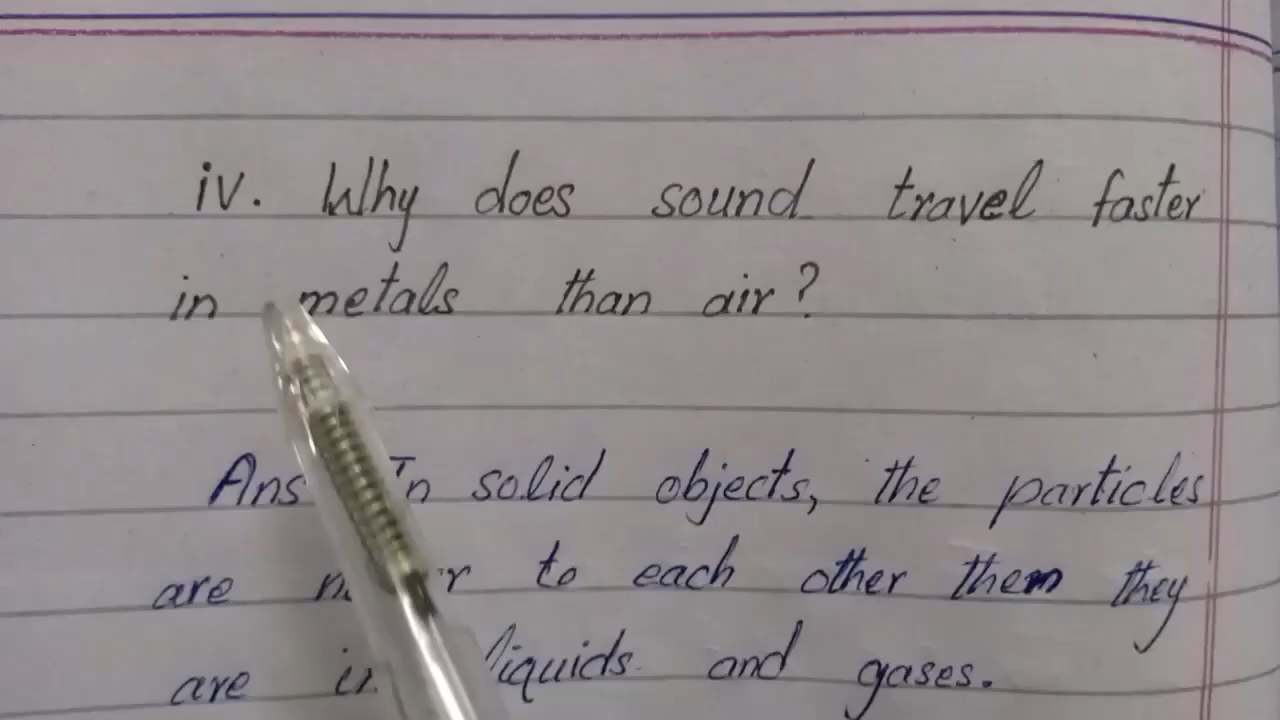 iv. Why does sound travel faster
in metals than air?
Ans In solid objects, the particles
are to each other them they
are liquids and gases.